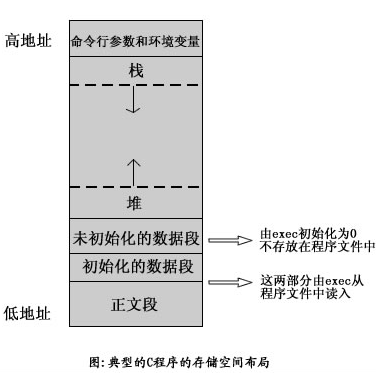 高地址
命令行参数和环境变量
栈
堆
未初始化的数据段
由exec初始化为0
不存放在程序文件中
初始化的数据段
这两部分由exec从
程序文件中读入
正文段
低地址
图:典型的C程序的存储空间布局